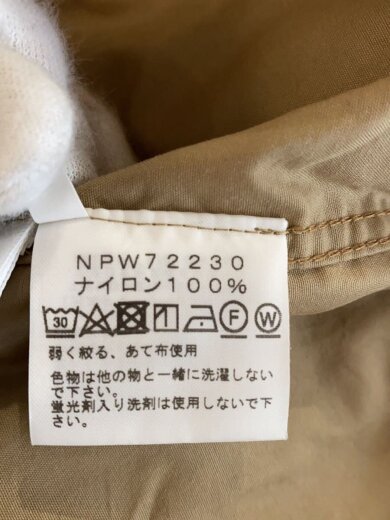 NPW72230
ナイロン100%
30 F W
弱く絞る、あて布使用
色物は他の物と一緒に洗濯しない
で下さい。
蛍光剤入り洗剤は使用しないで下
さい。